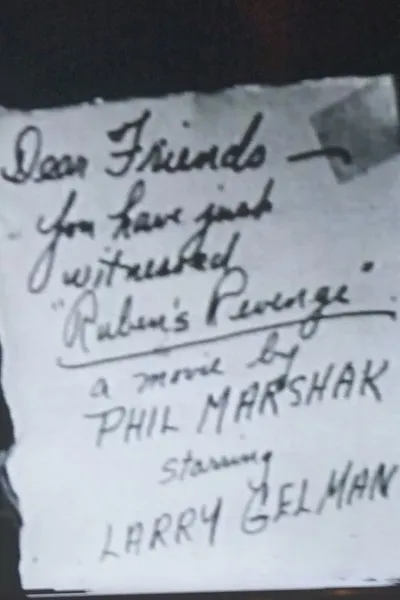 Dear Friends —
you have just
witnessed
"Ruben's Revenge"
a movie by
PHIL MARSHAK
starring
LARRY GELMAN